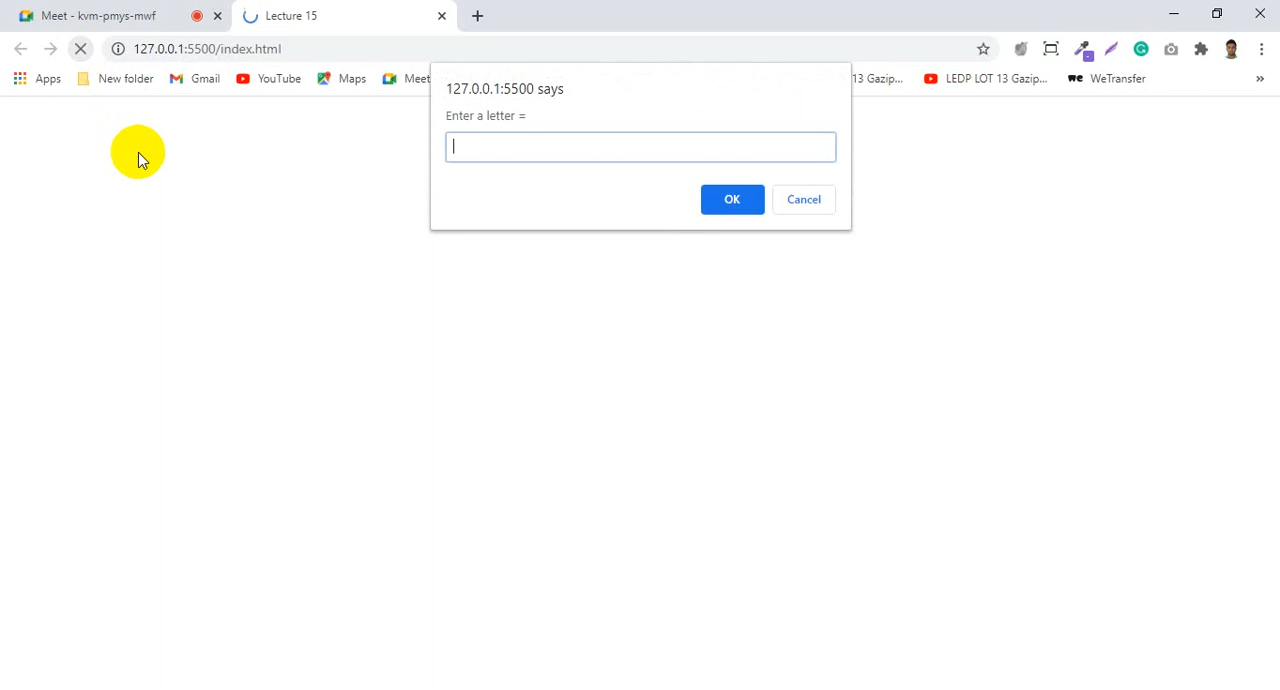 Meet - kvm-pmys-mwf
Lecture 15
127.0.0.1:5500/index.html
Apps
New folder
Gmail
YouTube
Maps
Meet
13 Gazip...
LEDP LOT 13 Gazip...
we WeTransfer
»
127.0.0.1:5500 says
Enter a letter =
OK
Cancel